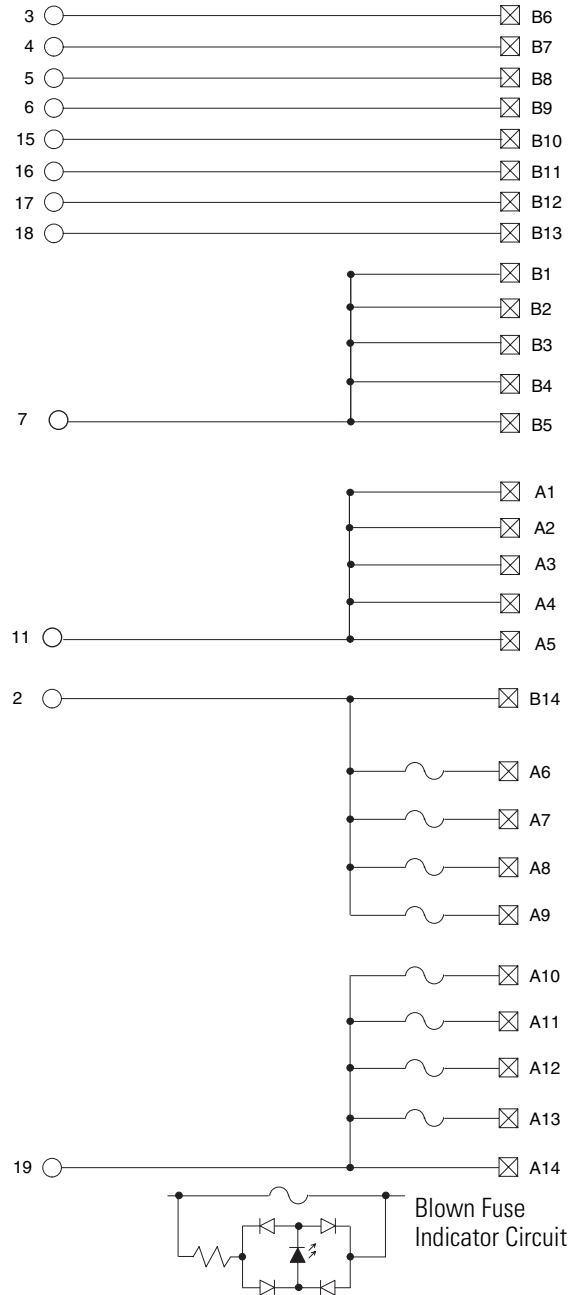 3 B6
4 B7
5 B8
6 B9
15 B10
16 B11
17 B12
18 B13
B1
B2
B3
B4
7 B5
A1
A2
A3
A4
11 A5
2 B14
A6
A7
A8
A9
A10
A11
A12
A13
19 A14
Blown Fuse
Indicator Circuit